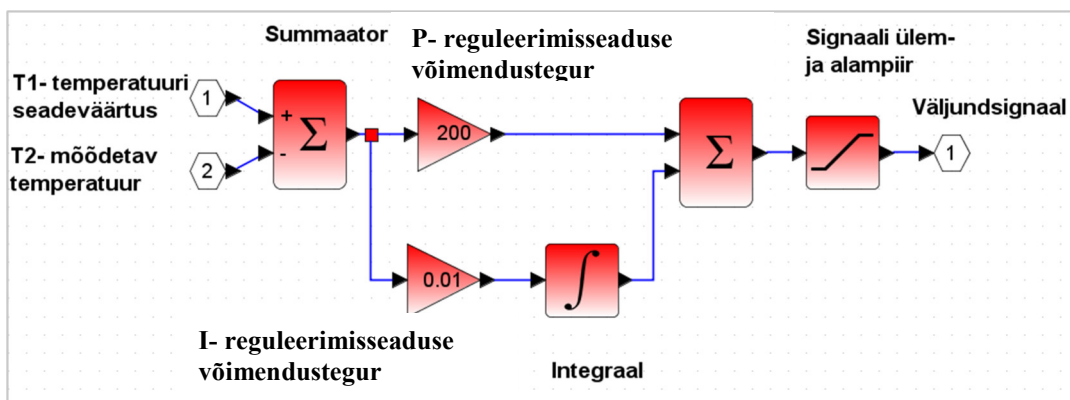 Summaator
P- reguleerimisseaduse
võimendustegur
Signaali ülem-
ja alampiir
T1- temperatuuri
seadeväärtus
1
+
Σ
-
200
Σ
Väljundsignaal
1
T2- mõõdetav
temperatuur
2
0.01
∫
I- reguleerimisseaduse
võimendustegur
Integraal